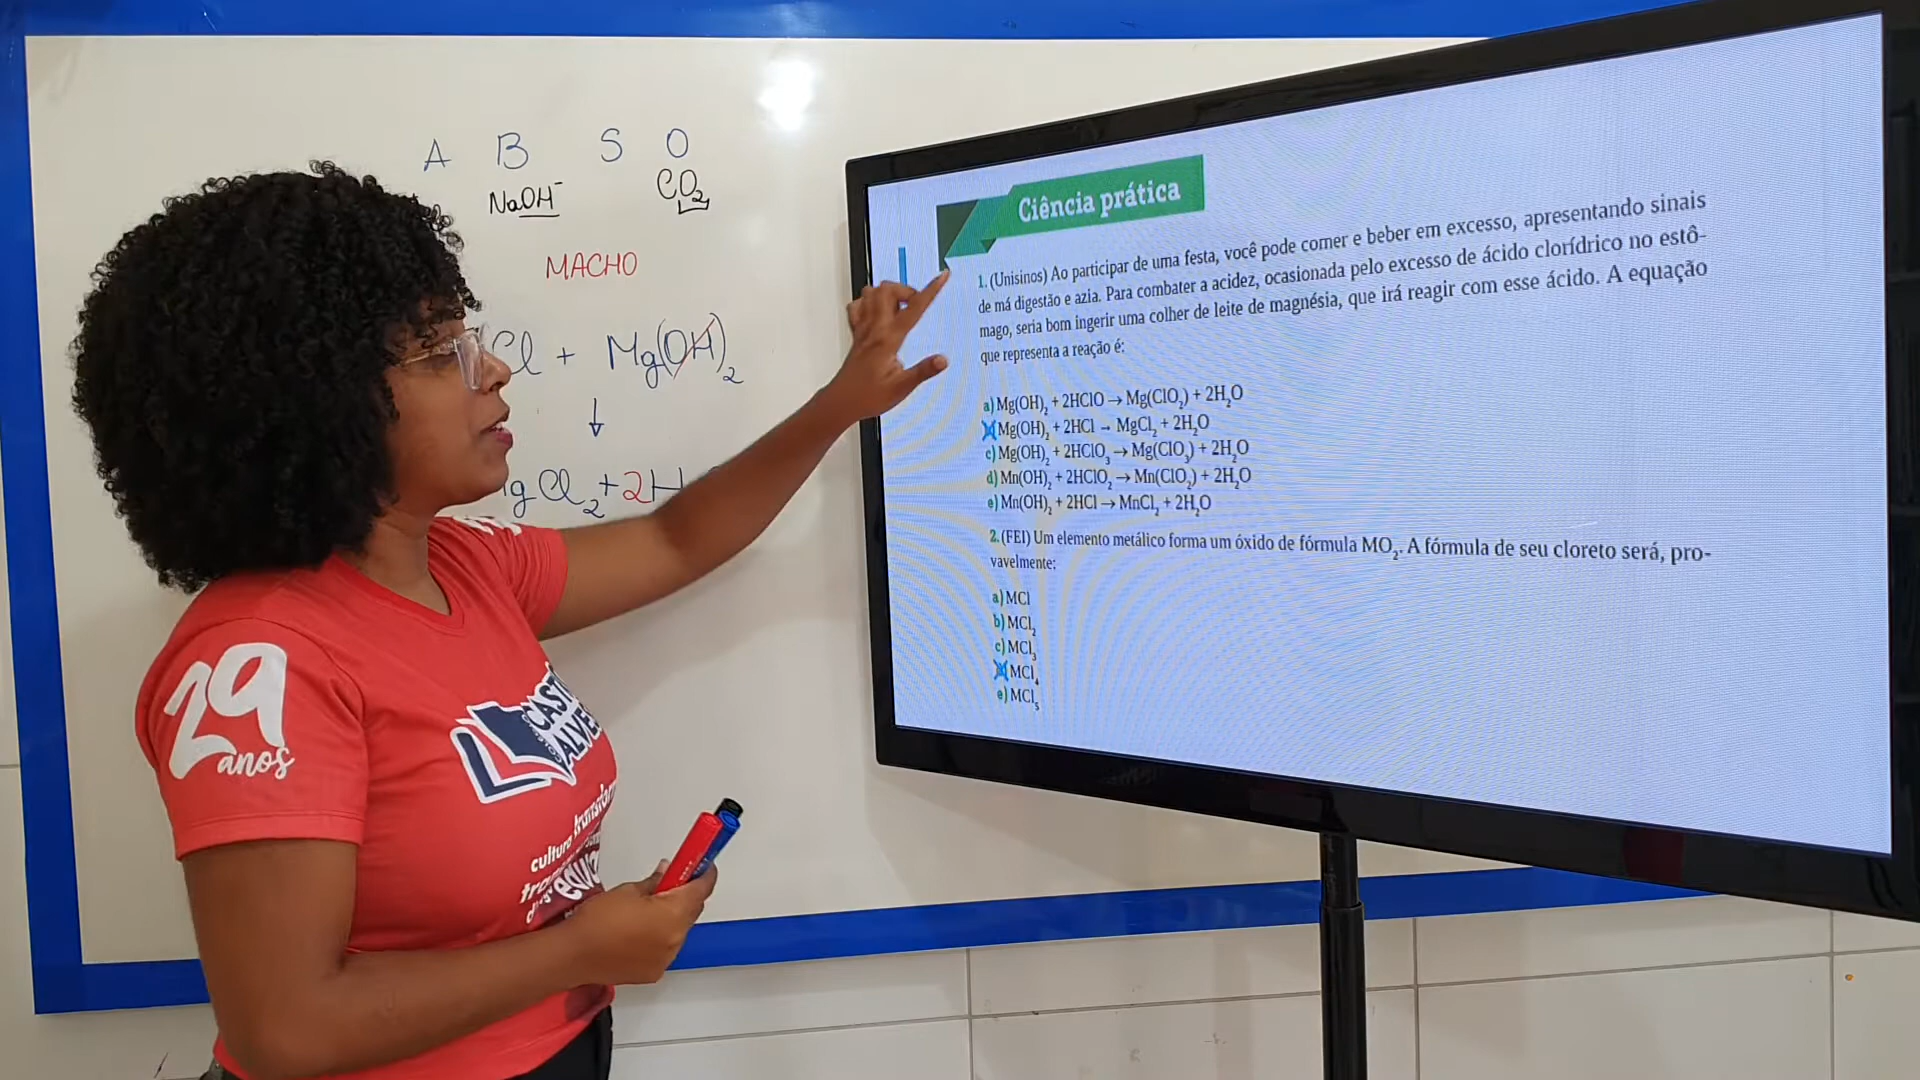 A B S O
NaOH⁻ CO₂
MACHO
Cl + Mg(OH)₂
↓
gCl₂ + 2H
Ciência prática
1. (Unisinos) Ao participar de uma festa, você pode comer e beber em excesso, apresentando sinais
de má digestão e azia. Para combater a acidez, ocasionada pelo excesso de ácido clorídrico no estô-
mago, seria bom ingerir uma colher de leite de magnésia, que irá reagir com esse ácido. A equação
que representa a reação é:
a) Mg(OH)₂ + 2HClO → Mg(ClO₂) + 2H₂O
Mg(OH)₂ + 2HCl → MgCl₂ + 2H₂O
c) Mg(OH)₂ + 2HClO₃ → Mg(ClO₃) + 2H₂O
d) Mn(OH)₂ + 2HClO₂ → Mn(ClO₂) + 2H₂O
e) Mn(OH)₂ + 2HCl → MnCl₂ + 2H₂O
2. (FEI) Um elemento metálico forma um óxido de fórmula MO₂. A fórmula de seu cloreto será, pro-
vavelmente:
a) MCl
b) MCl₂
c) MCl₃
MCl₄
e) MCl₅
29
anos
CAST
ALVES
cultura transfor